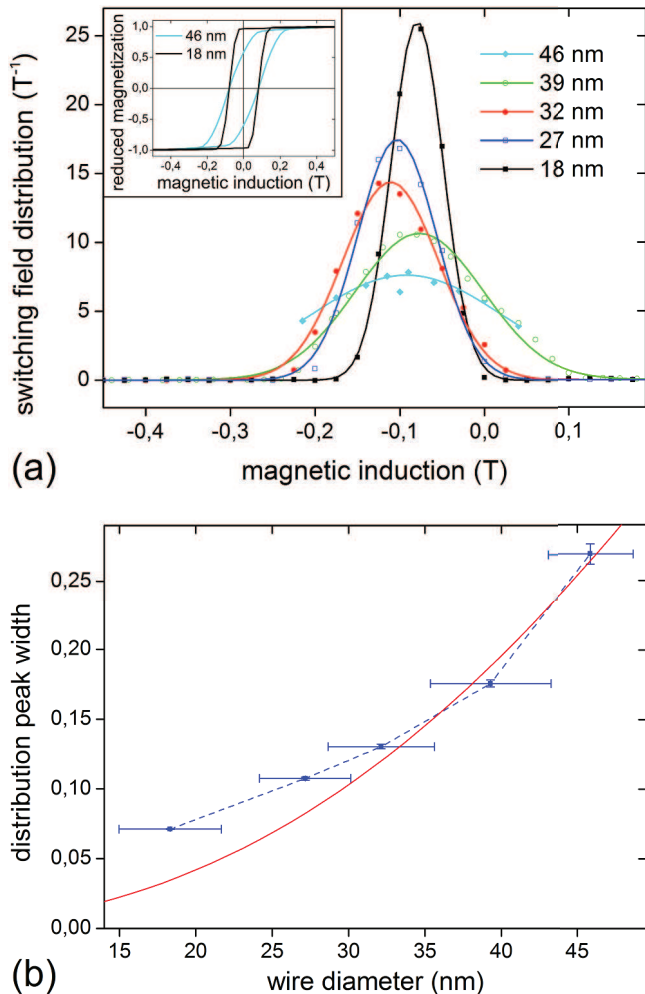 25
20
15
10
5
0
switching field distribution (T⁻¹)
46 nm
18 nm
1,0
0,5
0,0
-0,5
-1,0
reduced magnetization
-0,4 0,0 0,4
magnetic induction (T)
46 nm
39 nm
32 nm
27 nm
18 nm
-0,4 -0,3 -0,2 -0,1 0,0 0,1
magnetic induction (T)
(a)
0,25
0,20
0,15
0,10
0,05
0,00
distribution peak width
15 20 25 30 35 40 45
wire diameter (nm)
(b)